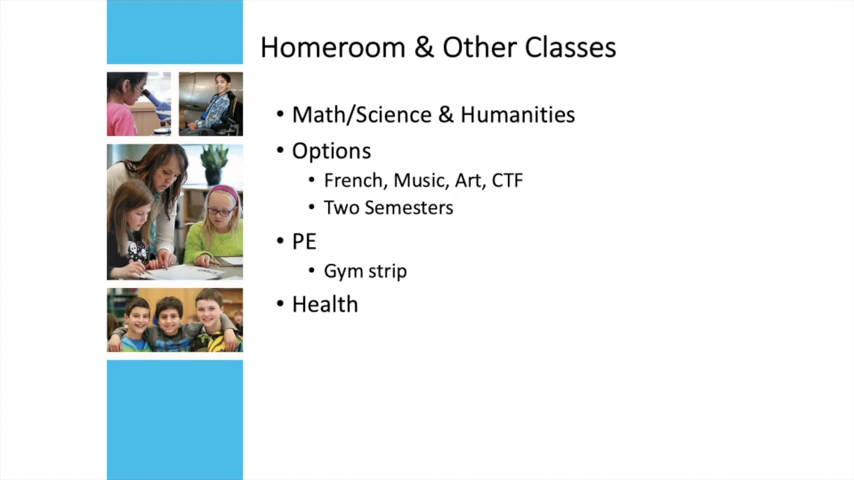 Homeroom & Other Classes
• Math/Science & Humanities
• Options
• French, Music, Art, CTF
• Two Semesters
• PE
• Gym strip
• Health